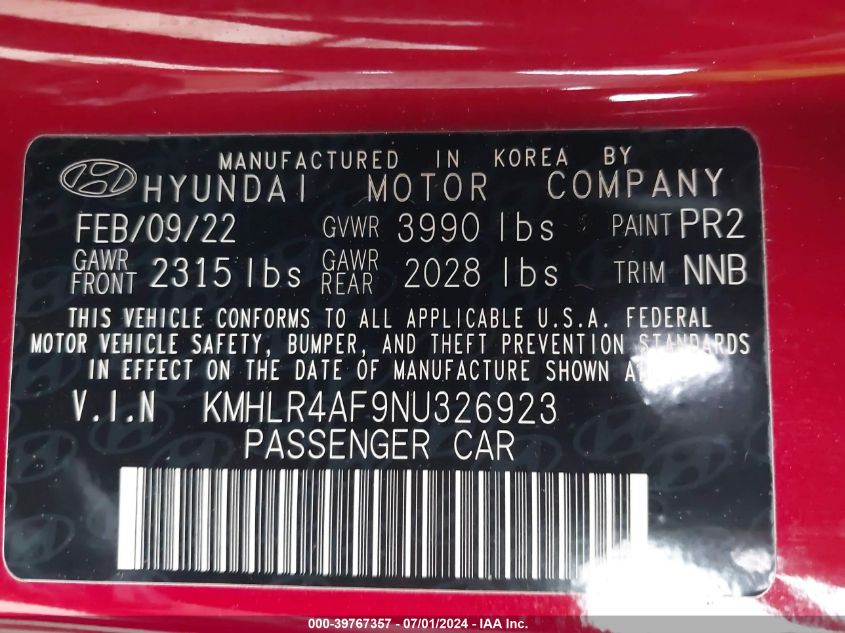 MANUFACTURED IN KOREA BY
HYUNDAI MOTOR COMPANY
FEB/09/22 GVWR 3990 lbs PAINT PR2
GAWR FRONT 2315 lbs GAWR REAR 2028 lbs TRIM NNB
THIS VEHICLE CONFORMS TO ALL APPLICABLE U.S.A. FEDERAL
MOTOR VEHICLE SAFETY, BUMPER, AND THEFT PREVENTION STANDARDS
IN EFFECT ON THE DATE OF MANUFACTURE SHOWN
V.I.N KMHLR4AF9NU326923
PASSENGER CAR
000-39767357 - 07/01/2024 - IAA Inc.